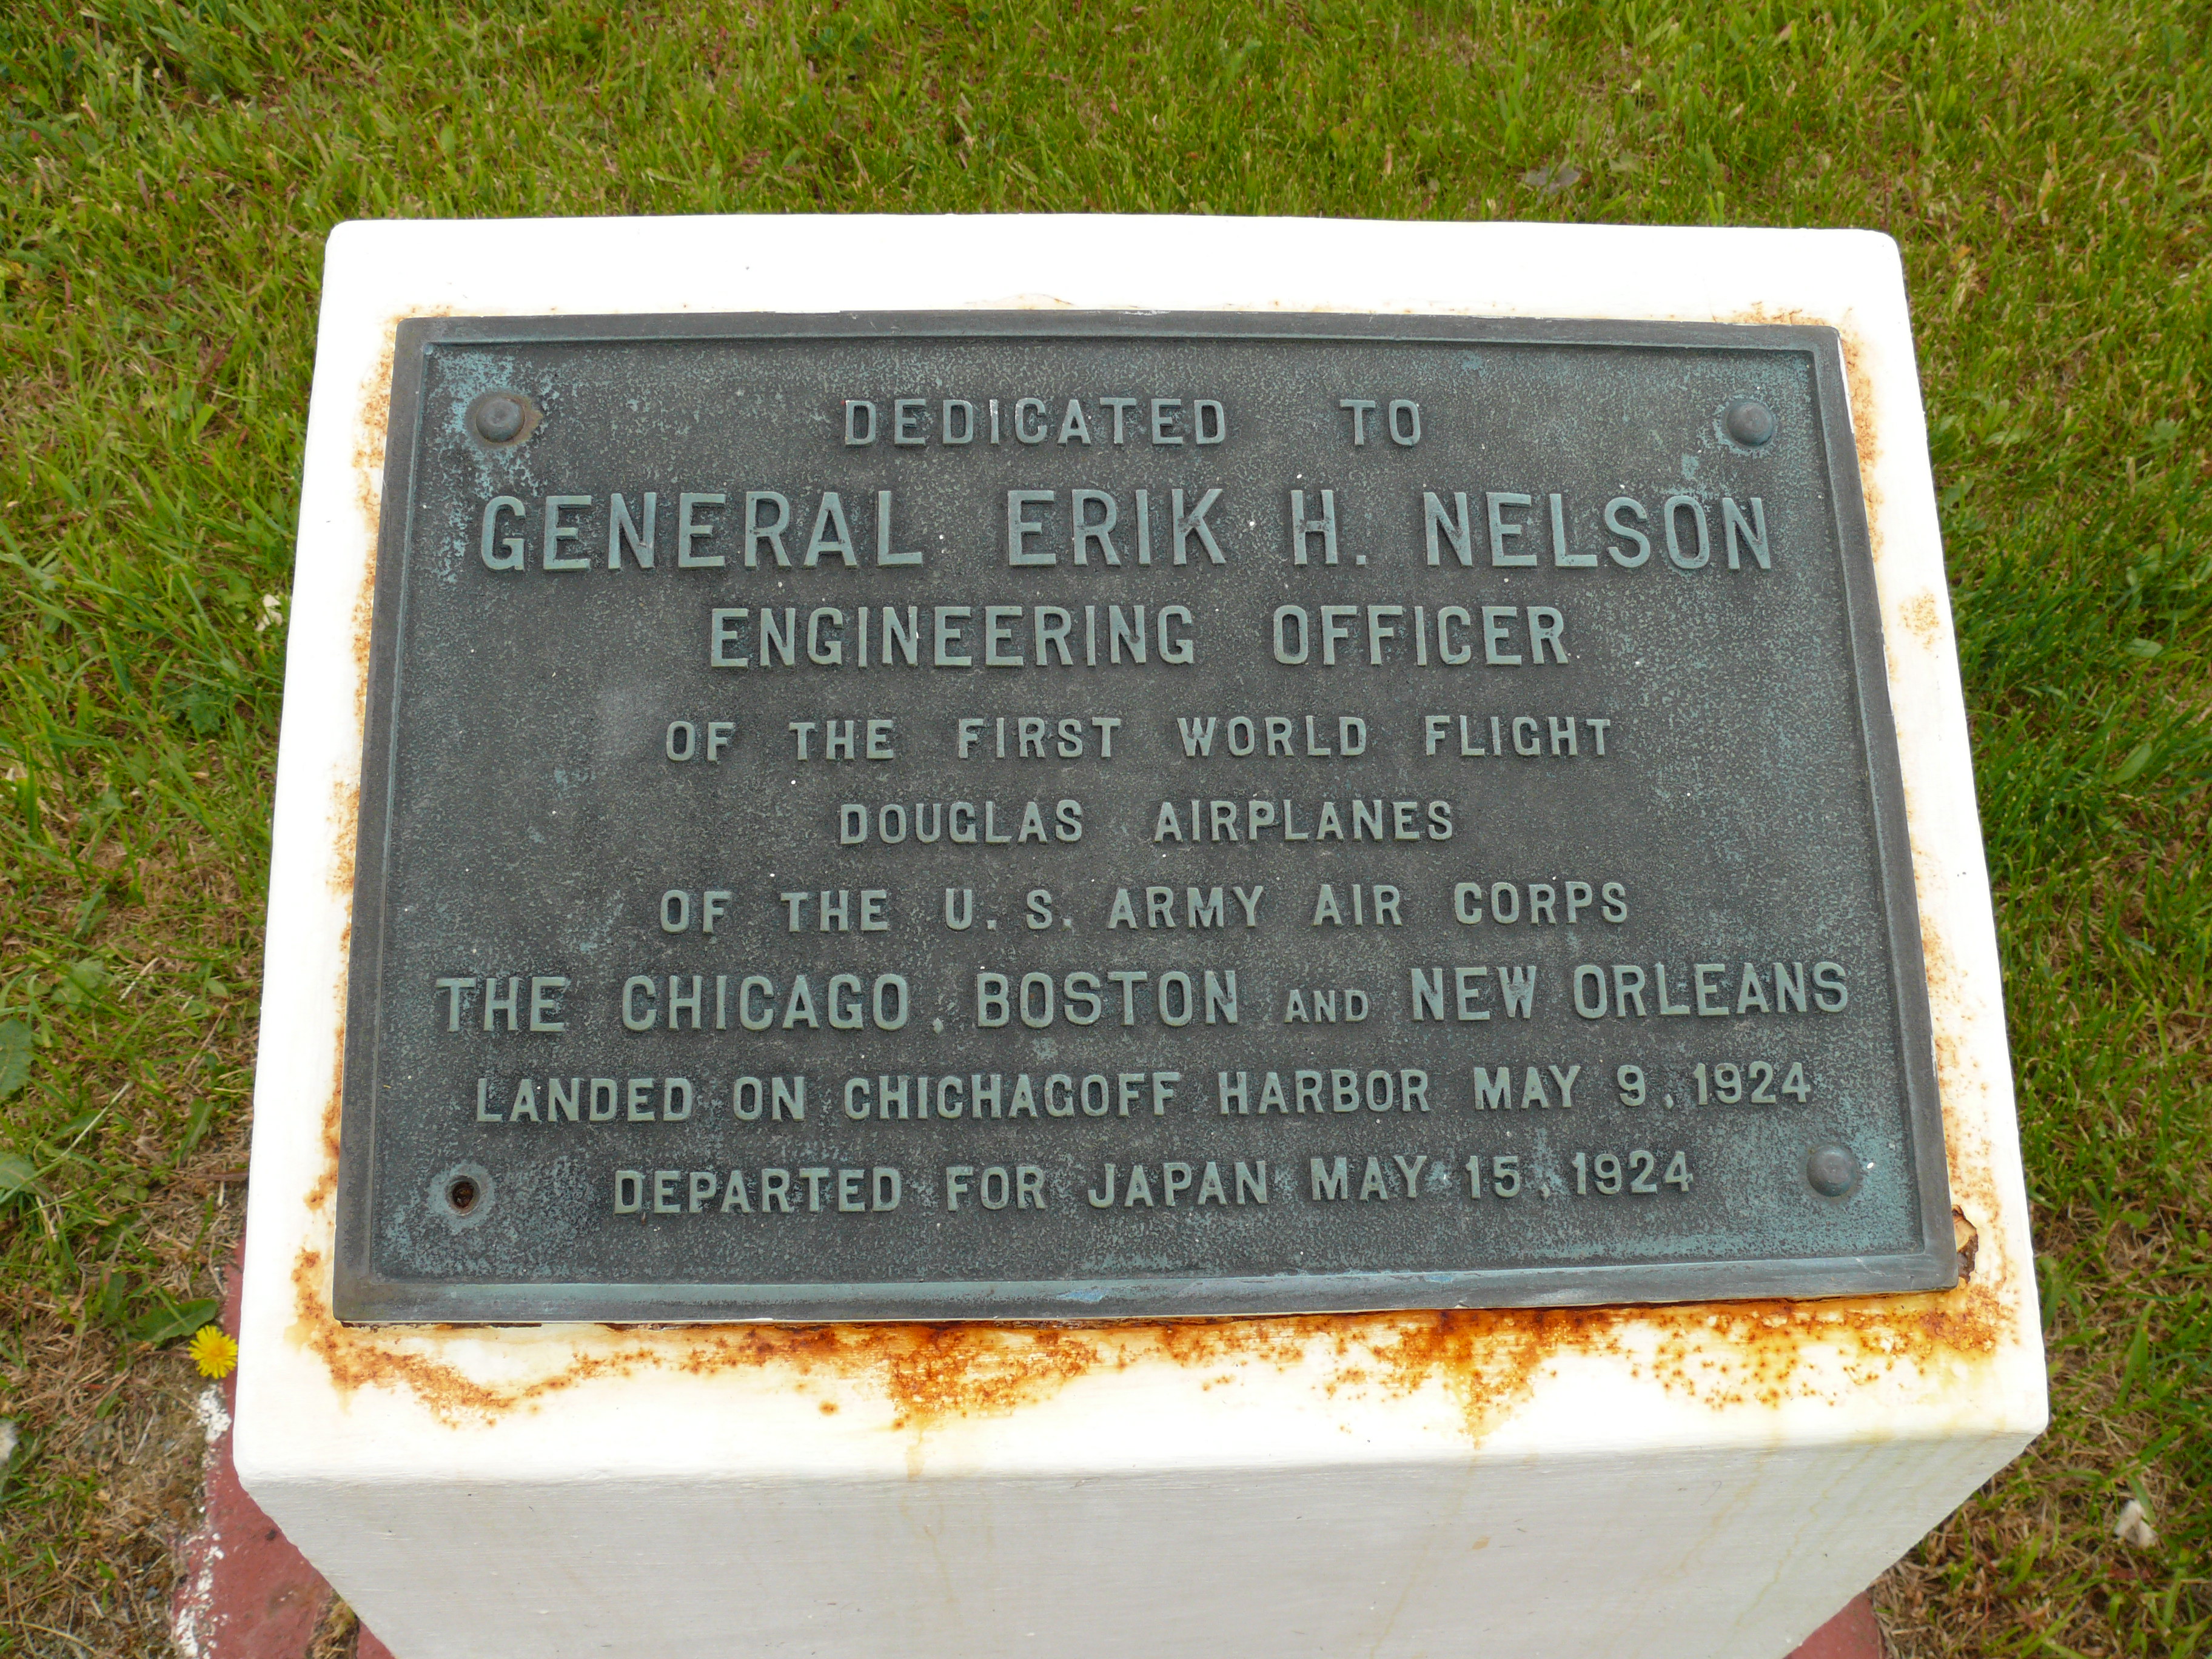 DEDICATED TO
GENERAL ERIK H. NELSON
ENGINEERING OFFICER
OF THE FIRST WORLD FLIGHT
DOUGLAS AIRPLANES
OF THE U.S. ARMY AIR CORPS
THE CHICAGO, BOSTON AND NEW ORLEANS
LANDED ON CHICHAGOFF HARBOR MAY 9, 1924
DEPARTED FOR JAPAN MAY 15, 1924